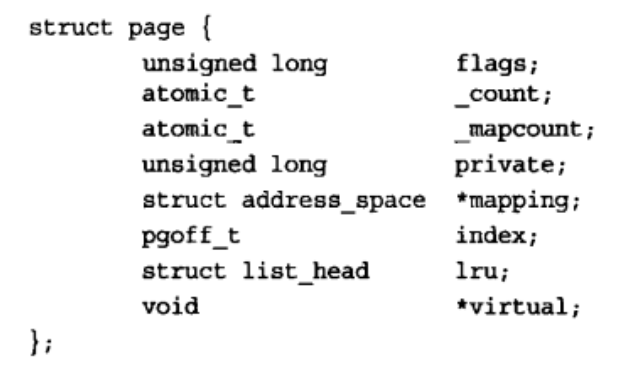 struct page {
        unsigned long           flags;
        atomic_t                _count;
        atomic_t                _mapcount;
        unsigned long           private;
        struct address_space    *mapping;
        pgoff_t                 index;
        struct list_head        lru;
        void                    *virtual;
};